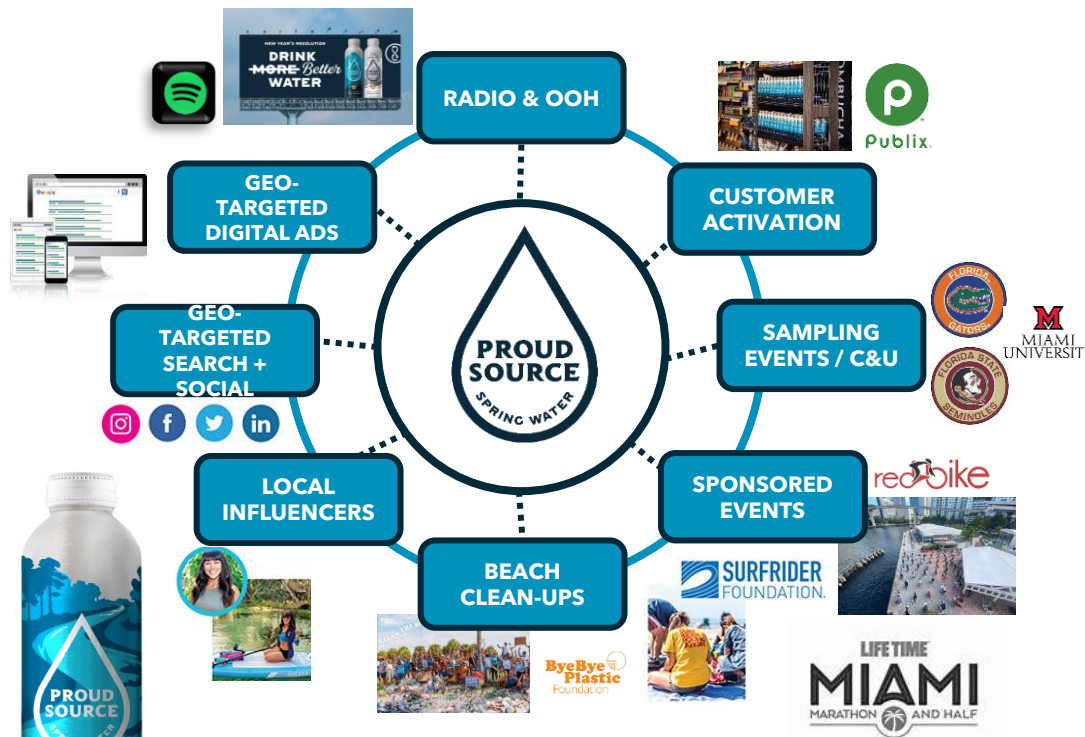 NEW YEAR'S RESOLUTION
DRINK
MORE Better
WATER
RADIO & OOH
Publix.
GEO-
TARGETED
DIGITAL ADS
CUSTOMER
ACTIVATION
GEO-
TARGETED
SEARCH +
SOCIAL
PROUD
SOURCE
SPRING WATER
SAMPLING
EVENTS / C&U
FLORIDA
GATORS
M
MIAMI
UNIVERSIT
FLORIDA STATE
SEMINOLES
LOCAL
INFLUENCERS
SPONSORED
EVENTS
redbike
BEACH
CLEAN-UPS
SURFRIDER
FOUNDATION.
ByeBye
Plastic
Foundation
LIFE TIME
MIAMI
MARATHON AND HALF
PROUD
SOURCE